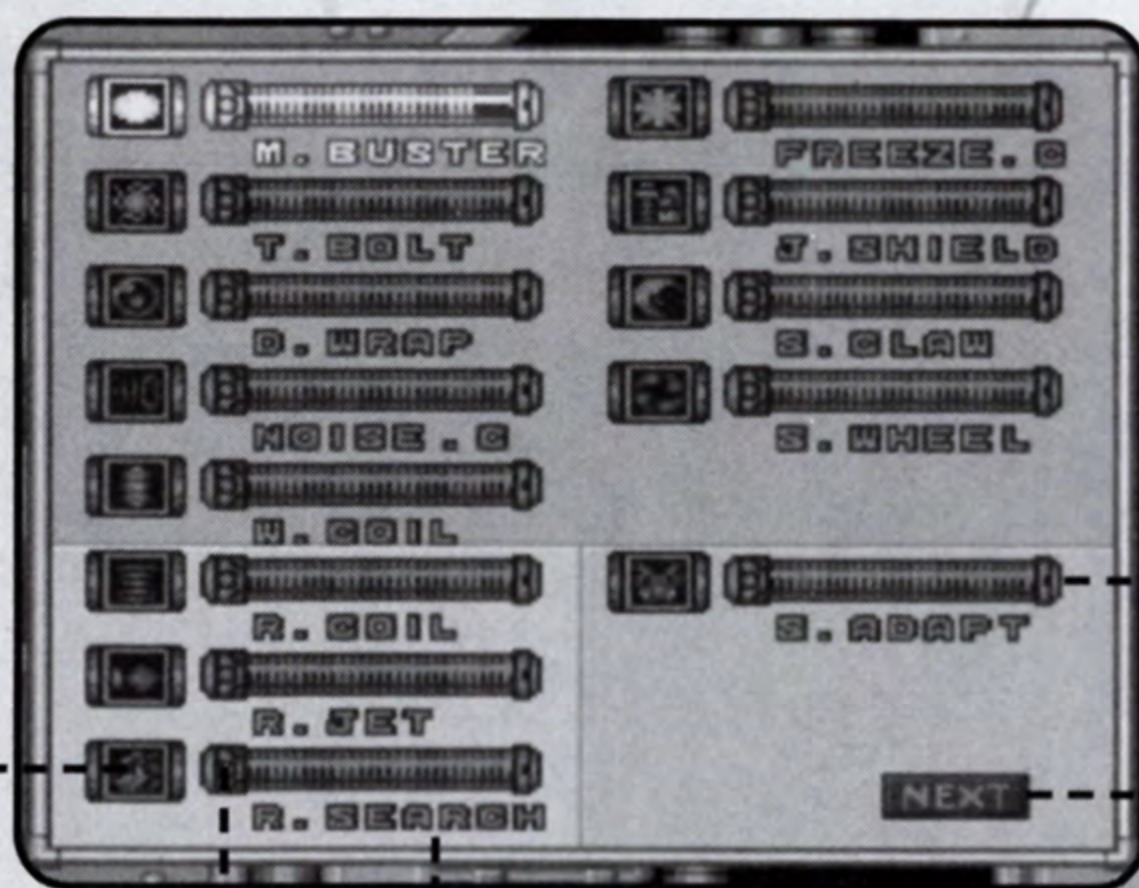 M. BUSTER
T. BOLT
D. WRAP
NOISE. C
W. COIL
R. COIL
R. JET
R. SEARCH
FREEZE. C
J. SHIELD
S. CLAW
S. WHEEL
S. ADAPT
NEXT